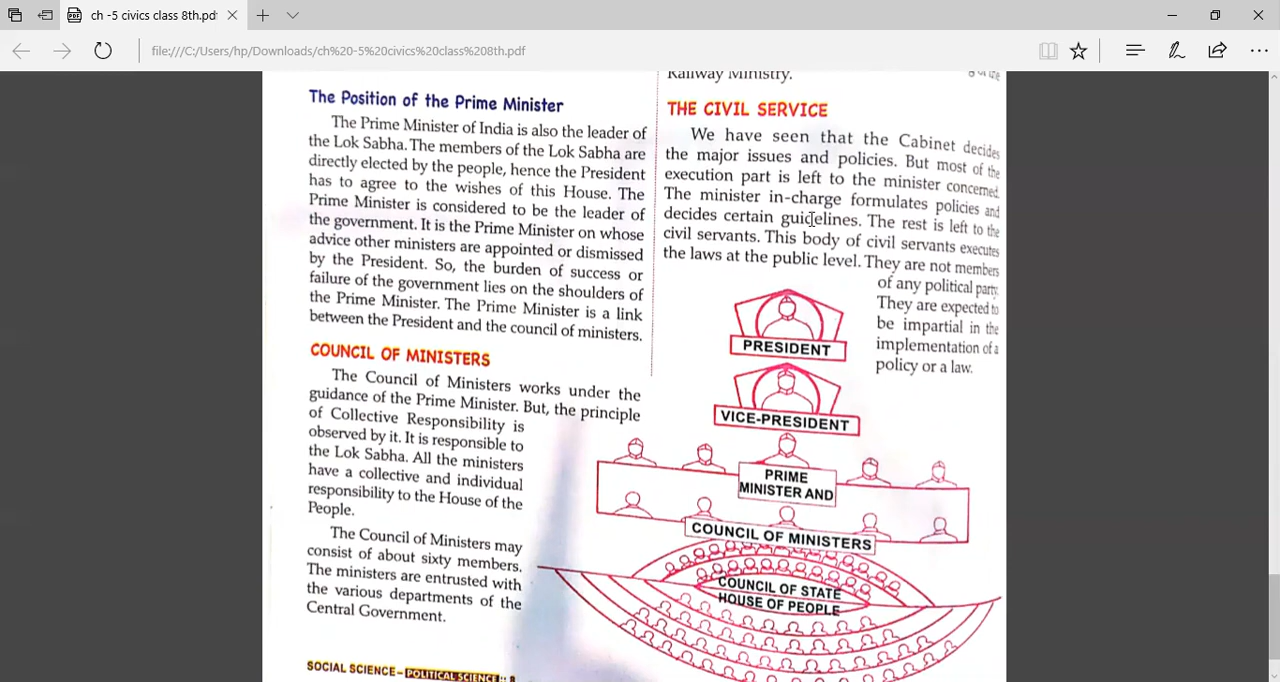 ch -5 civics class 8th.pd
file:///C:/Users/hp/Downloads/ch%20-5%20civics%20class%208th.pdf
The Position of the Prime Minister
The Prime Minister of India is also the leader of
the Lok Sabha. The members of the Lok Sabha are
directly elected by the people, hence the President
has to agree to the wishes of this House. The
Prime Minister is considered to be the leader of
the government. It is the Prime Minister on whose
advice other ministers are appointed or dismissed
by the President. So, the burden of success or
failure of the government lies on the shoulders of
the Prime Minister. The Prime Minister is a link
between the President and the council of ministers.
COUNCIL OF MINISTERS
The Council of Ministers works under the
guidance of the Prime Minister. But, the principle
of Collective Responsibility is
observed by it. It is responsible to
the Lok Sabha. All the ministers
have a collective and individual
responsibility to the House of the
People.
The Council of Ministers may
consist of about sixty members.
The ministers are entrusted with
the various departments of the
Central Government.
SOCIAL SCIENCE–POLITICAL SCIENCE ::
Railway Ministry.
THE CIVIL SERVICE
We have seen that the Cabinet decides
the major issues and policies. But most of the
execution part is left to the minister concerned.
The minister in-charge formulates policies and
decides certain guidelines. The rest is left to the
civil servants. This body of civil servants executes
the laws at the public level. They are not members
of any political party.
They are expected to
be impartial in the
implementation of a
policy or a law.
PRESIDENT
VICE-PRESIDENT
PRIME
MINISTER AND
COUNCIL OF MINISTERS
COUNCIL OF STATE
HOUSE OF PEOPLE